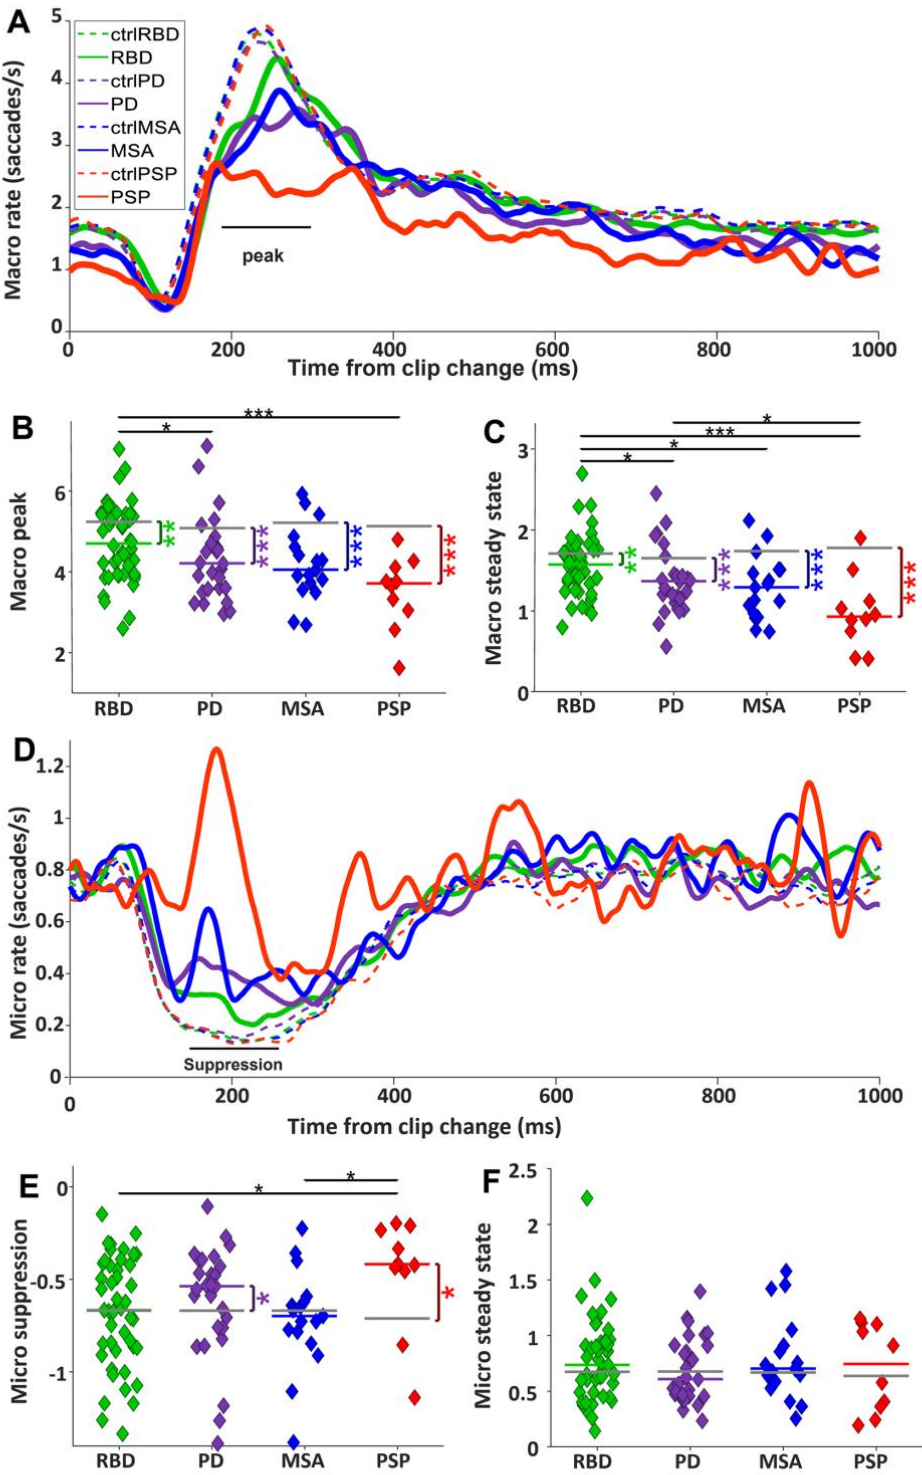 A
Macro rate (saccades/s)
5
4
3
2
1
0
ctrlRBD
RBD
ctrlPD
PD
ctrlMSA
MSA
ctrlPSP
PSP
peak
0 200 400 600 800 1000
Time from clip change (ms)
B
Macro peak
6
4
2
***
*
**
***
***
***
RBD PD MSA PSP
C
Macro steady state
3
2
1
0
*
***
*
*
**
***
***
***
RBD PD MSA PSP
D
Micro rate (saccades/s)
1.2
1
0.8
0.6
0.4
0.2
0
Suppression
0 200 400 600 800 1000
Time from clip change (ms)
E
Micro suppression
0
-0.5
-1
*
*
*
*
RBD PD MSA PSP
F
Micro steady state
2.5
2
1.5
1
0.5
0
RBD PD MSA PSP